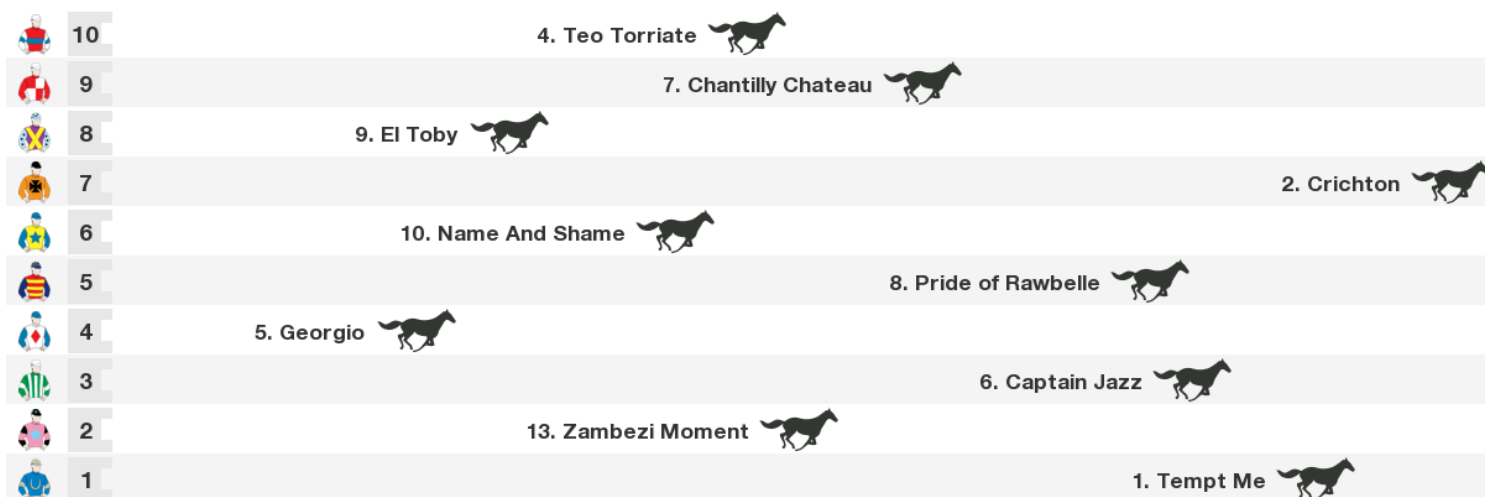 10 4. Teo Torriate
9 7. Chantilly Chateau
8 9. El Toby
7 2. Crichton
6 10. Name And Shame
5 8. Pride of Rawbelle
4 5. Georgio
3 6. Captain Jazz
2 13. Zambezi Moment
1 1. Tempt Me